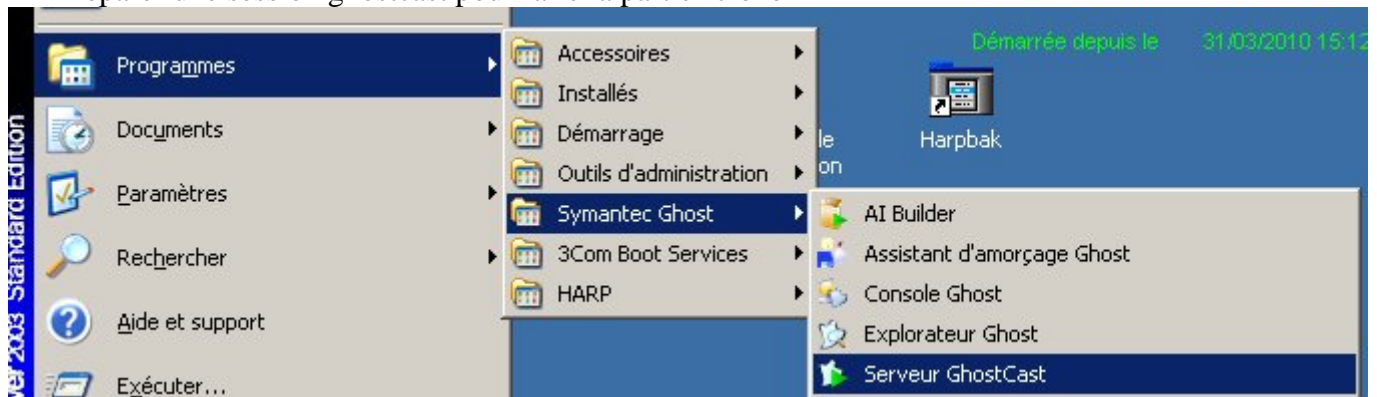 Démarrée depuis le 31/03/2010 15:12
Programmes
Documents
Paramètres
Rechercher
Aide et support
Exécuter...
Standard Edition
2003
Accessoires
Installés
Démarrage
Outils d'administration
Symantec Ghost
3Com Boot Services
HARP
Harpbak
AI Builder
Assistant d'amorçage Ghost
Console Ghost
Explorateur Ghost
Serveur GhostCast